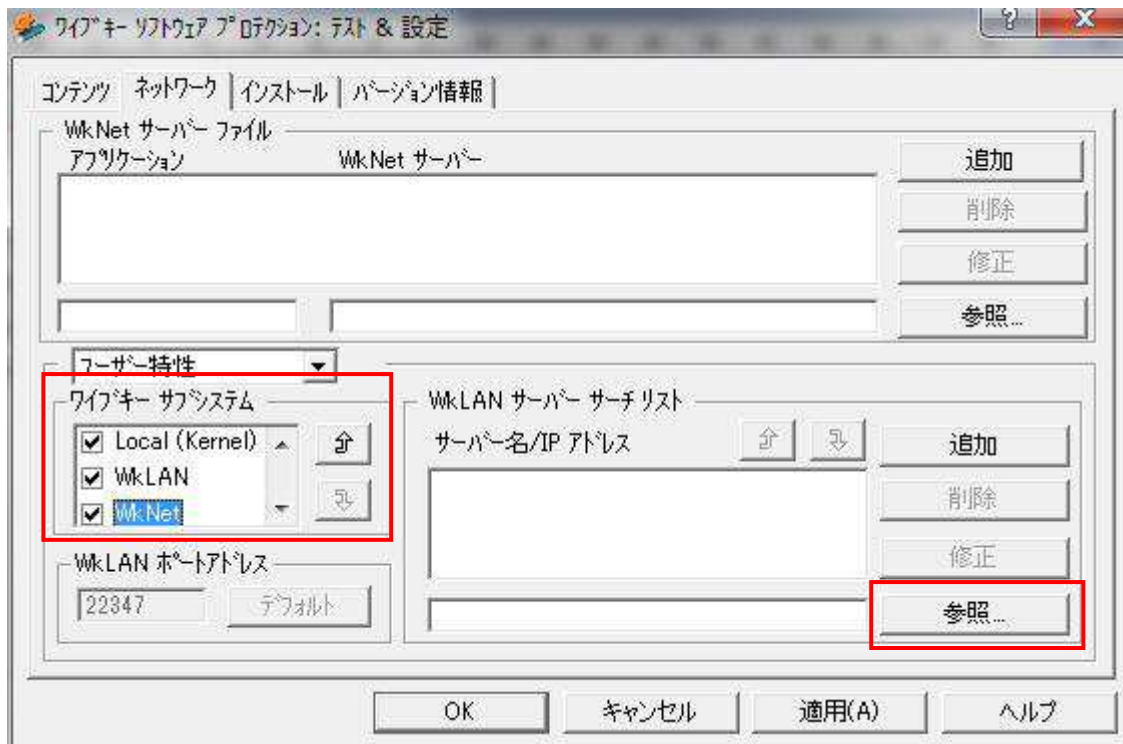 ワイブキー ソフトウェア プロテクション: テスト & 設定
コンテンツ ネットワーク インストール バージョン情報
WkNet サーバー ファイル
アプリケーション WkNet サーバー
追加
削除
修正
参照...
ユーザー特性
ワイブキー サブシステム
Local (Kernel)
WkLAN
WkNet
WkLAN ポートアドレス
22347 デフォルト
WkLAN サーバー サーチ リスト
サーバー名/IP アドレス
追加
削除
修正
参照...
OK キャンセル 適用(A) ヘルプ